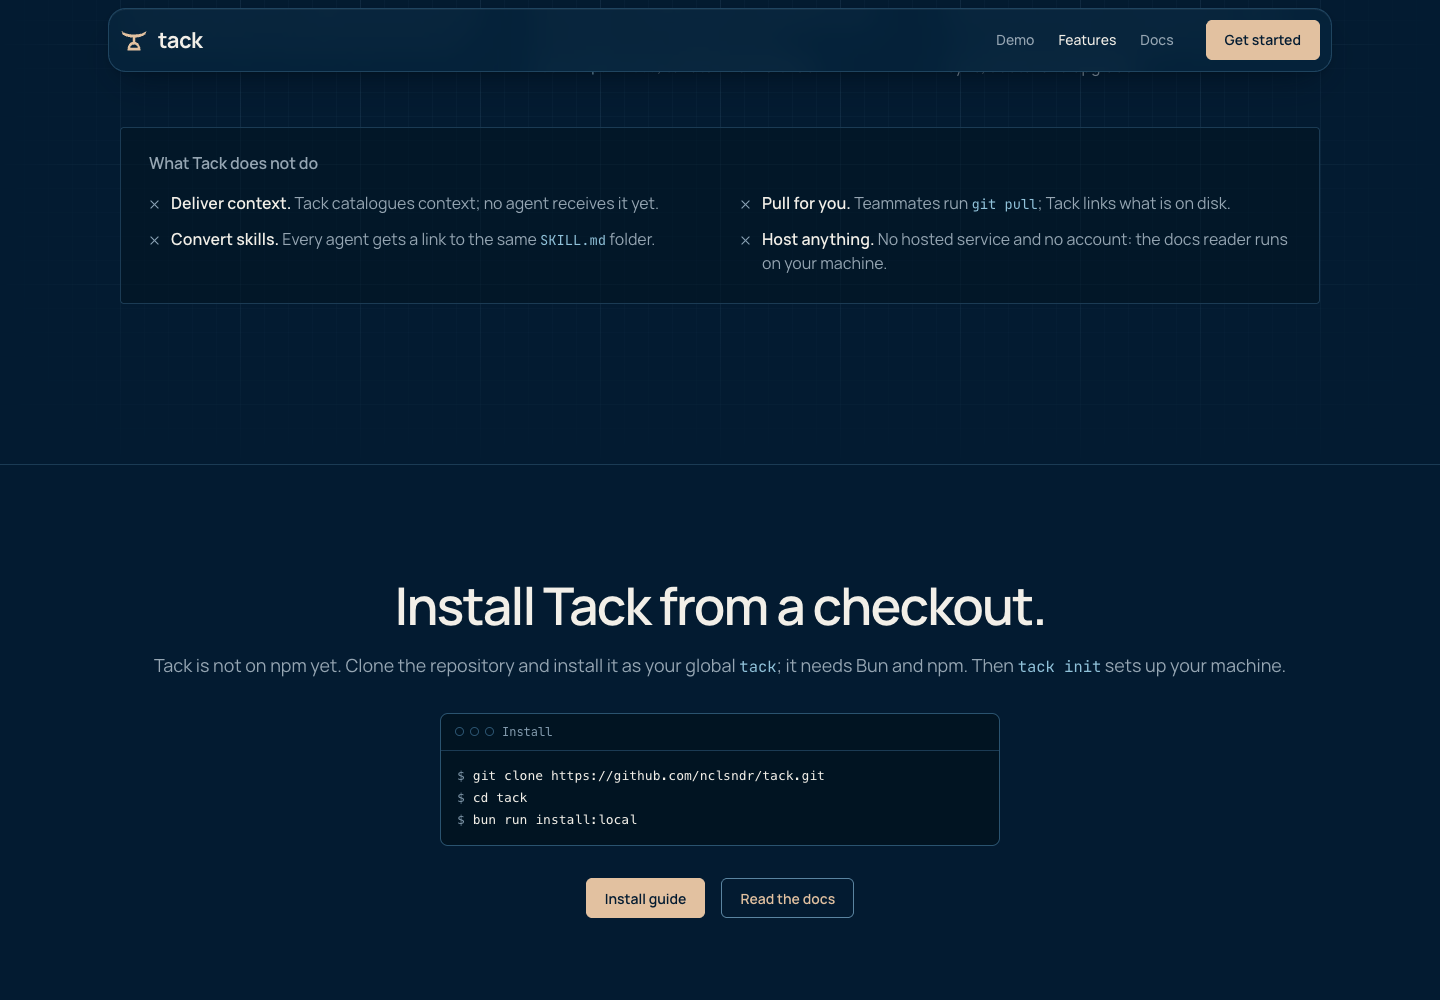 tack
Demo
Features
Docs
Get started
What Tack does not do
× Deliver context. Tack catalogues context; no agent receives it yet.
× Pull for you. Teammates run git pull; Tack links what is on disk.
× Convert skills. Every agent gets a link to the same SKILL.md folder.
× Host anything. No hosted service and no account: the docs reader runs
on your machine.
Install Tack from a checkout.
Tack is not on npm yet. Clone the repository and install it as your global tack; it needs Bun and npm. Then tack init sets up your machine.
Install
$ git clone https://github.com/nclsndr/tack.git
$ cd tack
$ bun run install:local
Install guide
Read the docs